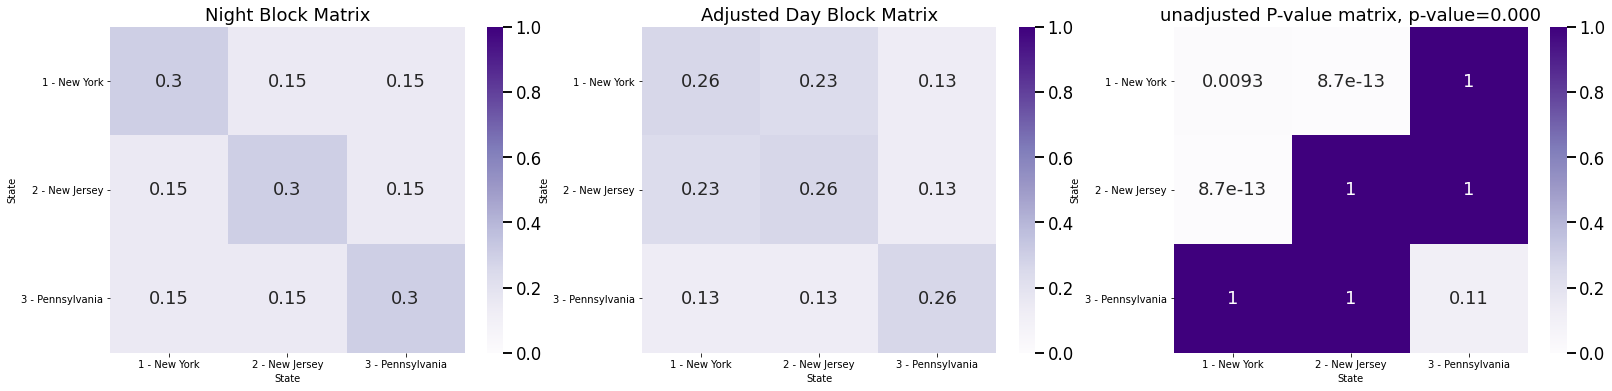 Night Block Matrix
State
1 - New York
2 - New Jersey
3 - Pennsylvania
0.3 0.15 0.15
0.15 0.3 0.15
0.15 0.15 0.3
1 - New York 2 - New Jersey 3 - Pennsylvania
State
1.0
0.8
0.6
0.4
0.2
0.0
Adjusted Day Block Matrix
State
1 - New York
2 - New Jersey
3 - Pennsylvania
0.26 0.23 0.13
0.23 0.26 0.13
0.13 0.13 0.26
1 - New York 2 - New Jersey 3 - Pennsylvania
State
1.0
0.8
0.6
0.4
0.2
0.0
unadjusted P-value matrix, p-value=0.000
State
1 - New York
2 - New Jersey
3 - Pennsylvania
0.0093 8.7e-13 1
8.7e-13 1 1
1 1 0.11
1 - New York 2 - New Jersey 3 - Pennsylvania
State
1.0
0.8
0.6
0.4
0.2
0.0